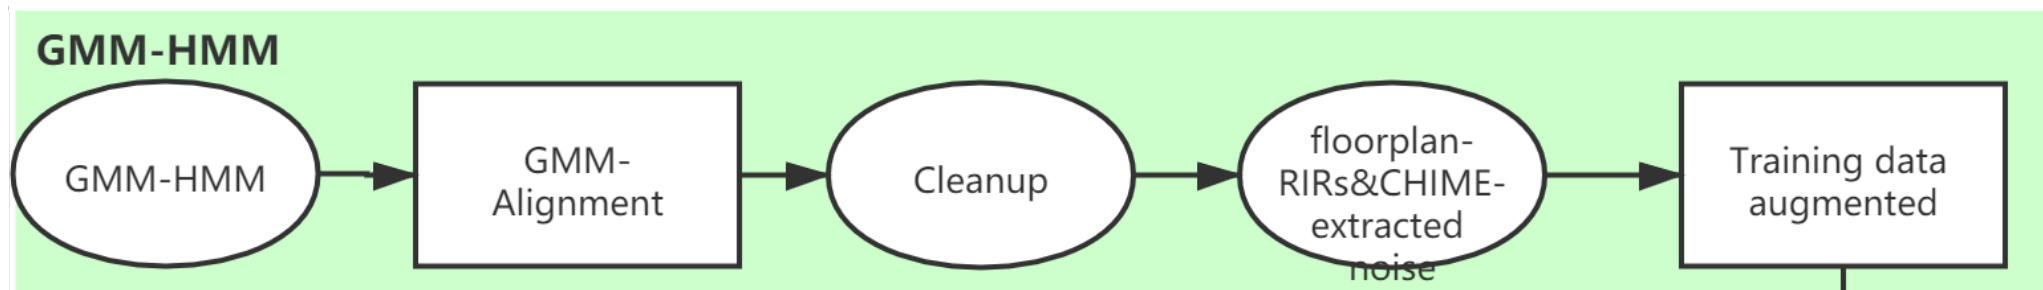 GMM-HMM
GMM-HMM
GMM-
Alignment
Cleanup
floorplan-
RIRs&CHIME-
extracted
noise
Training data
augmented